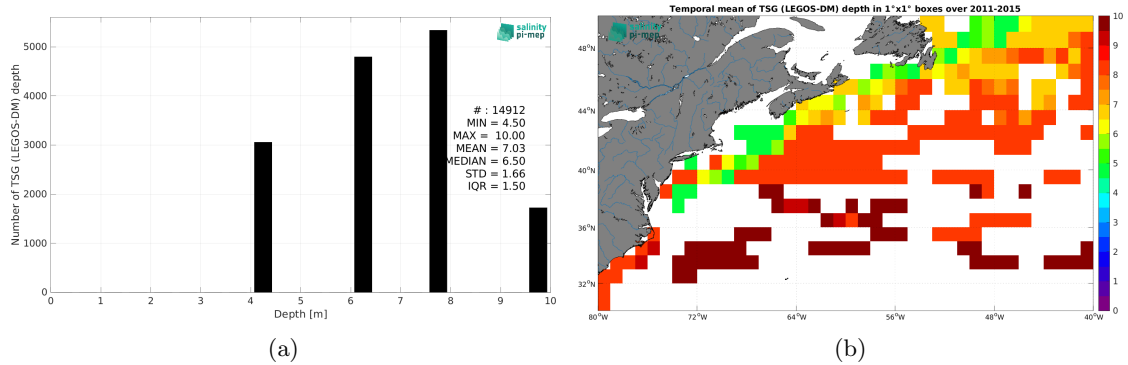 5000
4000
3000
2000
1000
0
Number of TSG (LEGOS-DM) depth
salinity
pi-mep
# : 14912
MIN = 4.50
MAX = 10.00
MEAN = 7.03
MEDIAN = 6.50
STD = 1.66
IQR = 1.50
0 1 2 3 4 5 6 7 8 9 10
Depth [m]
(a)
Temporal mean of TSG (LEGOS-DM) depth in 1°x1° boxes over 2011-2015
salinity
pi-mep
48°N
44°N
40°N
36°N
32°N
80°W 72°W 64°W 56°W 48°W 40°W
10
9
8
7
6
5
4
3
2
1
0
(b)